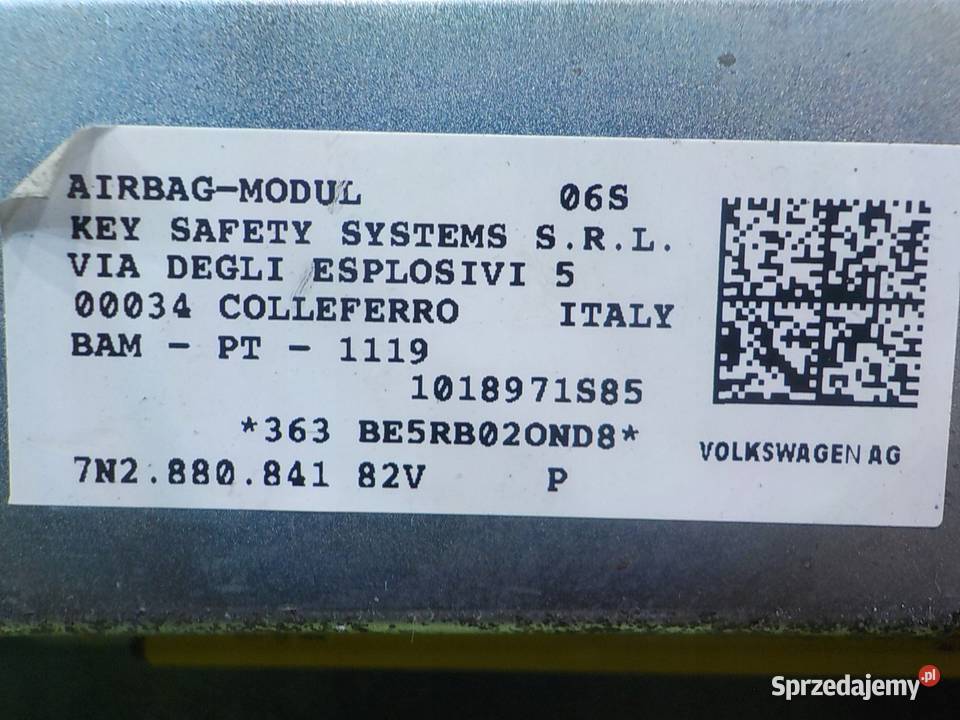 AIRBAG-MODUL 06S
KEY SAFETY SYSTEMS S.R.L.
VIA DEGLI ESPLOSIVI 5
00034 COLLEFERRO ITALY
BAM - PT - 1119
1018971S85
*363 BE5RB02OND8*
7N2.880.841 82V P
VOLKSWAGEN AG
Sprzedajemy.pl